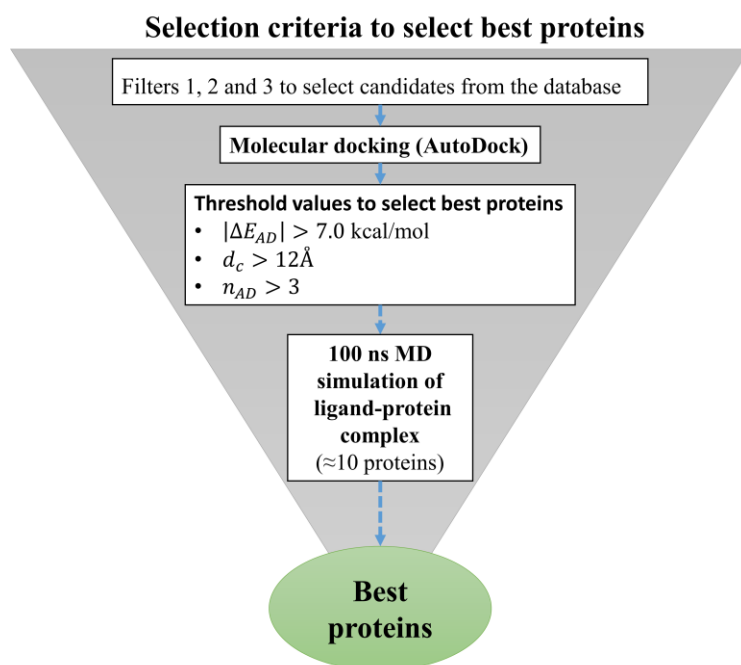 Selection criteria to select best proteins
Filters 1, 2 and 3 to select candidates from the database
Molecular docking (AutoDock)
Threshold values to select best proteins
• |ΔE_AD| > 7.0 kcal/mol
• d_c > 12Å
• n_AD > 3
100 ns MD
simulation of
ligand-protein
complex
(≈10 proteins)
Best
proteins